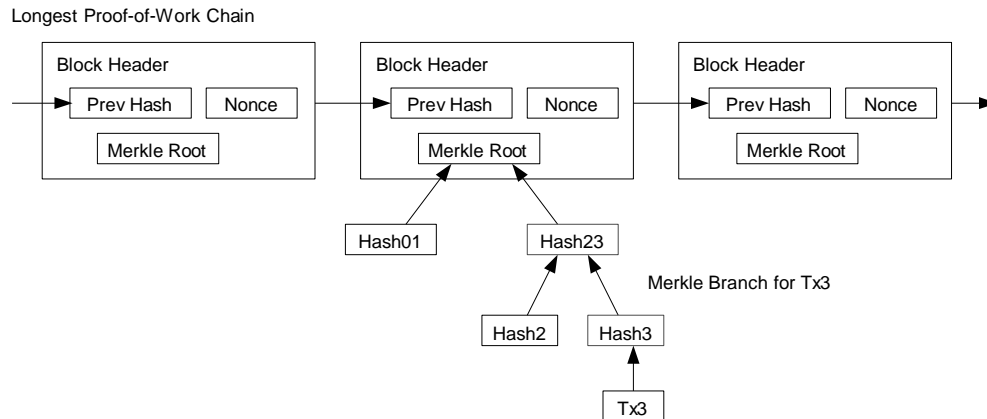 Longest Proof-of-Work Chain
Block Header
Block Header
Block Header
Prev Hash
Nonce
Prev Hash
Nonce
Prev Hash
Nonce
Merkle Root
Merkle Root
Merkle Root
Hash01
Hash23
Merkle Branch for Tx3
Hash2
Hash3
Tx3